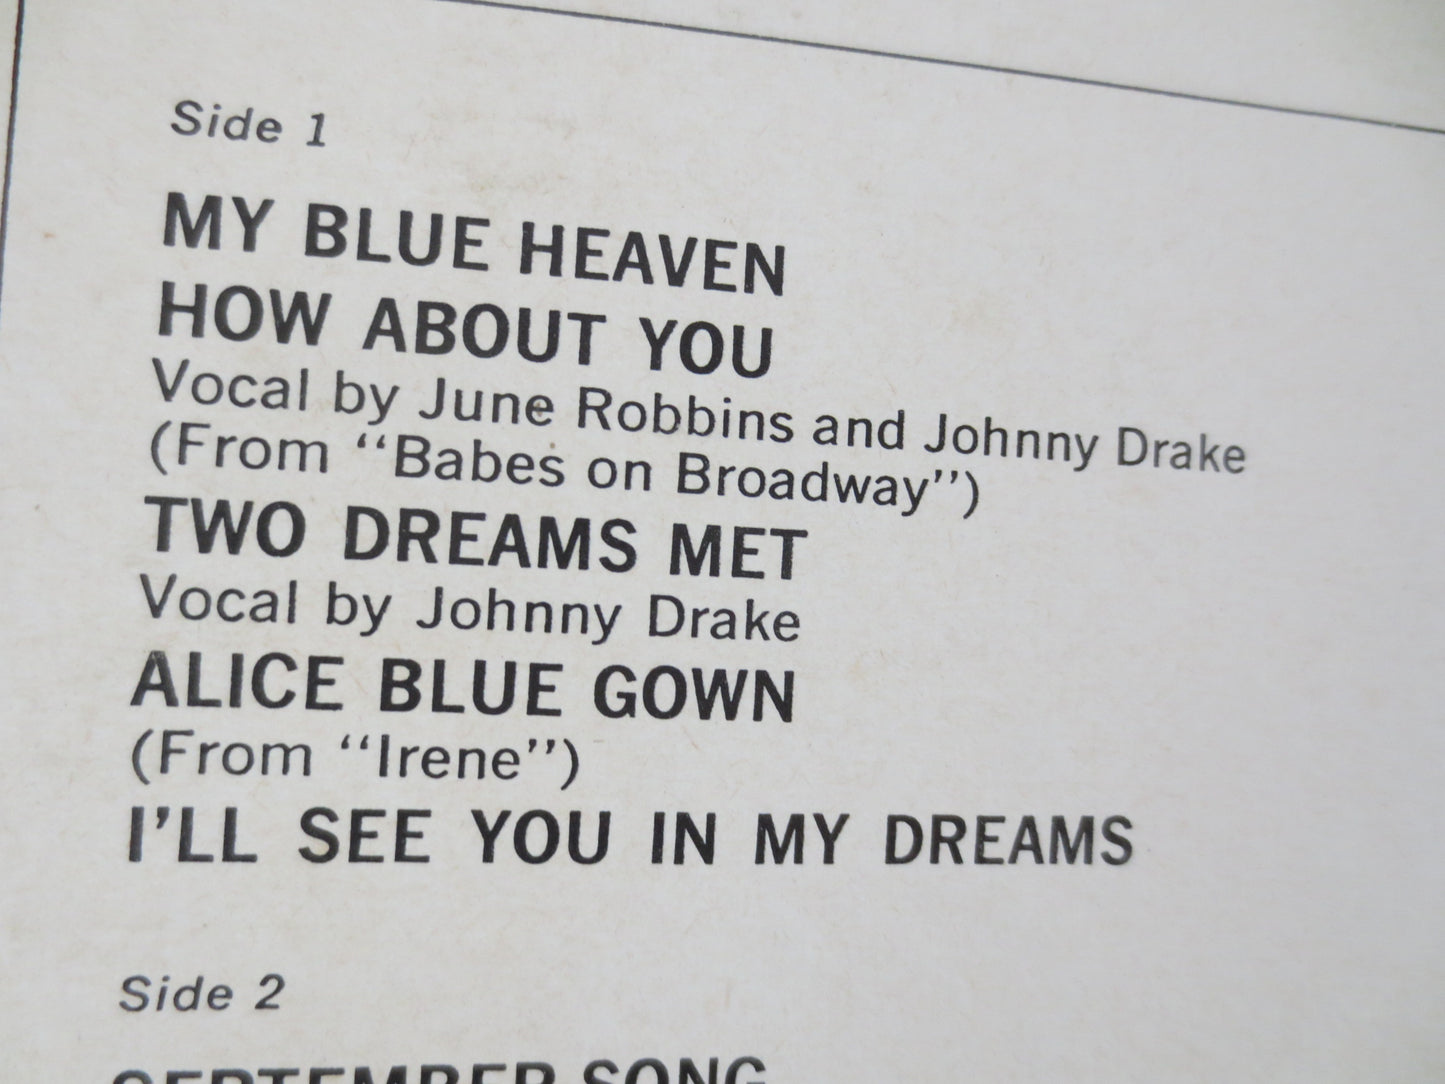 Side 1
MY BLUE HEAVEN
HOW ABOUT YOU
Vocal by June Robbins and Johnny Drake
(From "Babes on Broadway")
TWO DREAMS MET
Vocal by Johnny Drake
ALICE BLUE GOWN
(From "Irene")
I'LL SEE YOU IN MY DREAMS
Side 2
SEPTEMBER SONG